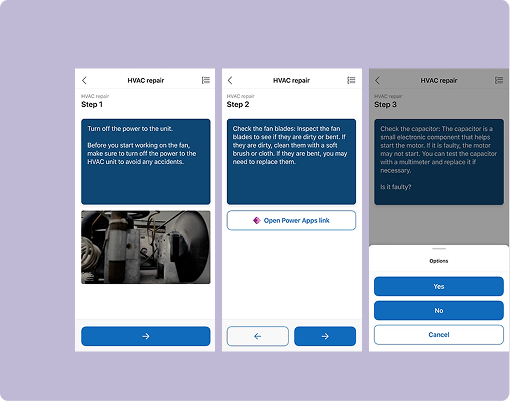 HVAC repair
HVAC repair
Step 1
Turn off the power to the unit.
Before you start working on the fan,
make sure to turn off the power to the
HVAC unit to avoid any accidents.
HVAC repair
HVAC repair
Step 2
Check the fan blades: Inspect the fan
blades to see if they are dirty or bent. If
they are dirty, clean them with a soft
brush or cloth. If they are bent, you may
need to replace them.
Open Power Apps link
HVAC repair
HVAC repair
Step 3
Check the capacitor: The capacitor is a
small electronic component that helps
start the motor. If it is faulty, the motor
may not start. You can test the capacitor
with a multimeter and replace it if
necessary.
Is it faulty?
Options
Yes
No
Cancel